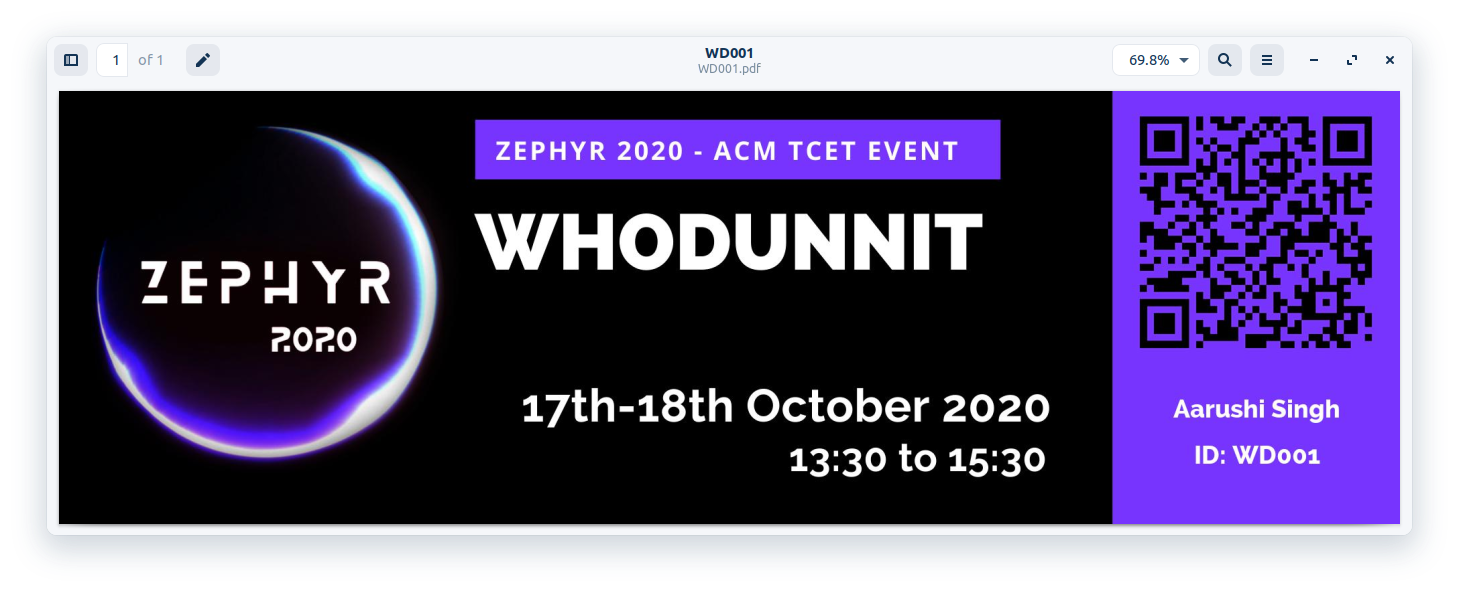 1 of 1
WD001
WD001.pdf
69.8%
ZEPHYR 2020 - ACM TCET EVENT
WHODUNNIT
ZEPHYR
2020
17th-18th October 2020
13:30 to 15:30
Aarushi Singh
ID: WD001